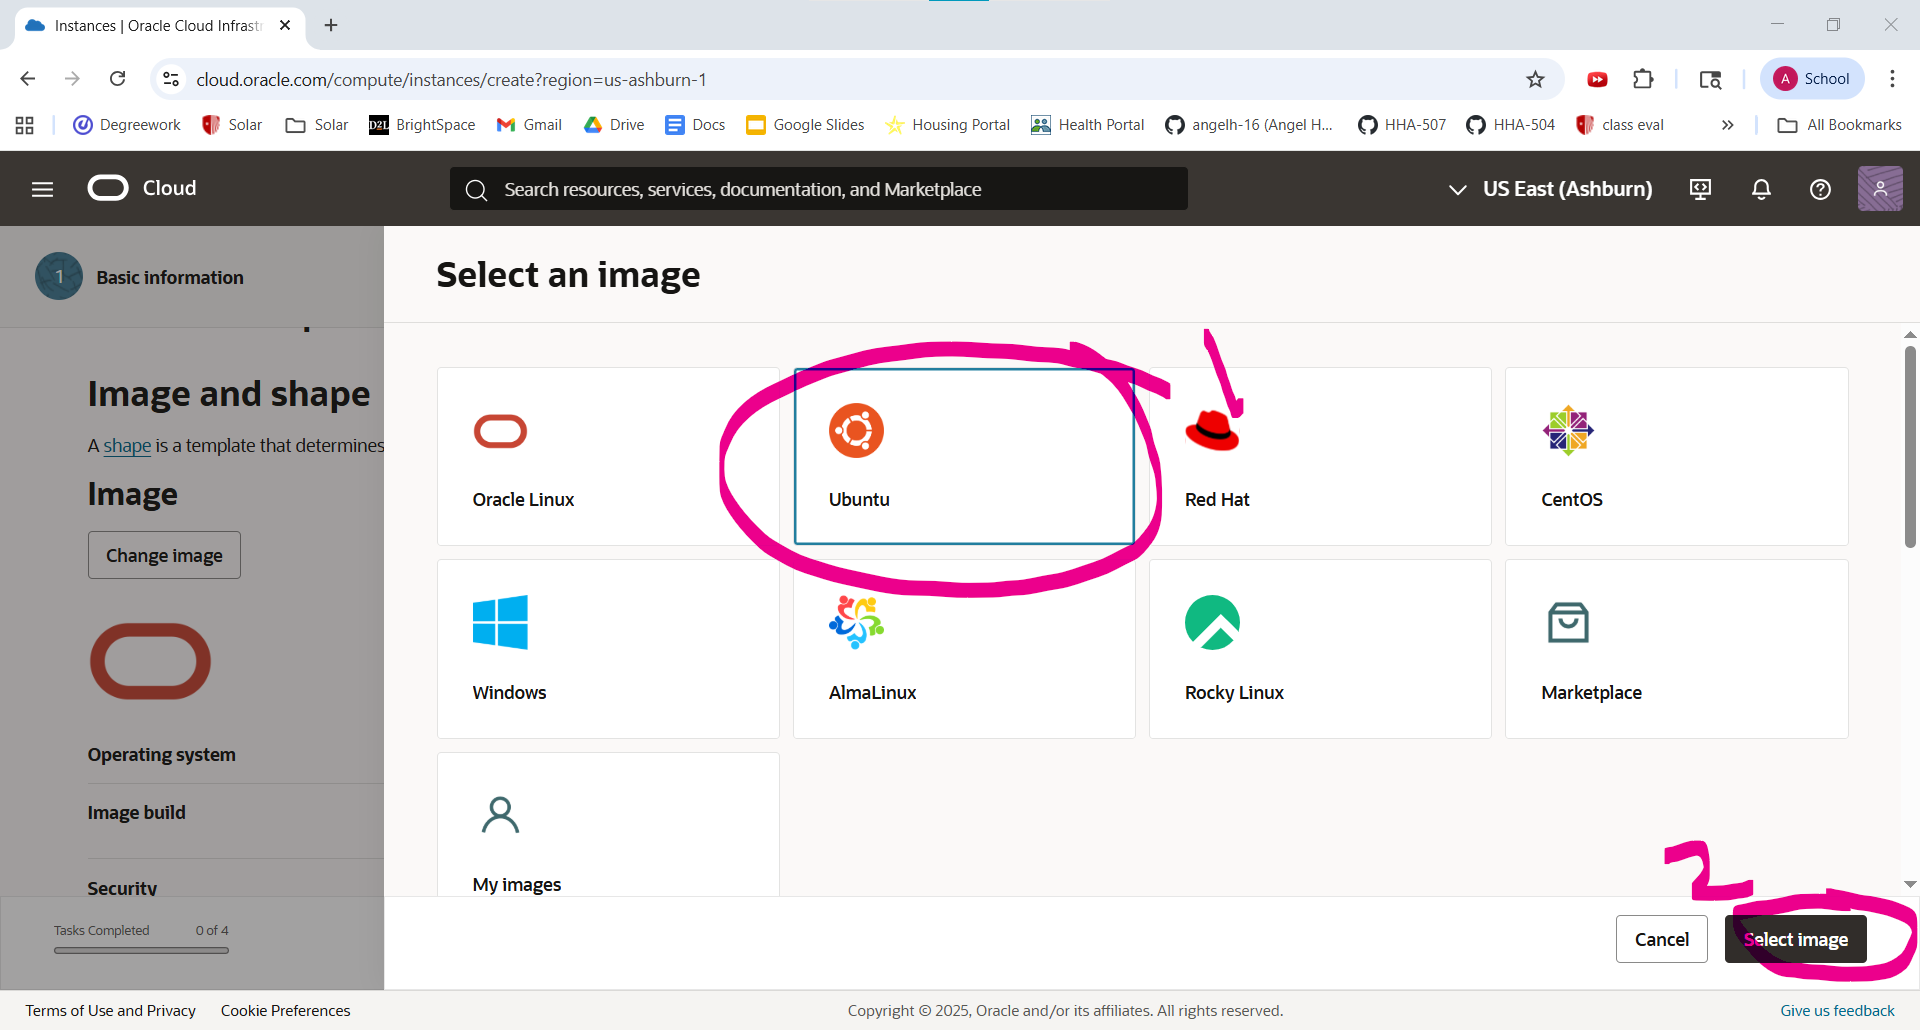 Instances | Oracle Cloud Infrastr
cloud.oracle.com/compute/instances/create?region=us-ashburn-1
A School
Degreework
Solar
Solar
D2L BrightSpace
Gmail
Drive
Docs
Google Slides
Housing Portal
Health Portal
angelh-16 (Angel H...
HHA-507
HHA-504
class eval
All Bookmarks
Cloud
Search resources, services, documentation, and Marketplace
US East (Ashburn)
1 Basic information
Select an image
1
Image and shape
A shape is a template that determines
Image
Change image
Operating system
Image build
Security
Tasks Completed 0 of 4
Oracle Linux
Ubuntu
Red Hat
CentOS
Windows
AlmaLinux
Rocky Linux
Marketplace
My images
2
Cancel
Select image
Terms of Use and Privacy
Cookie Preferences
Copyright © 2025, Oracle and/or its affiliates. All rights reserved.
Give us feedback